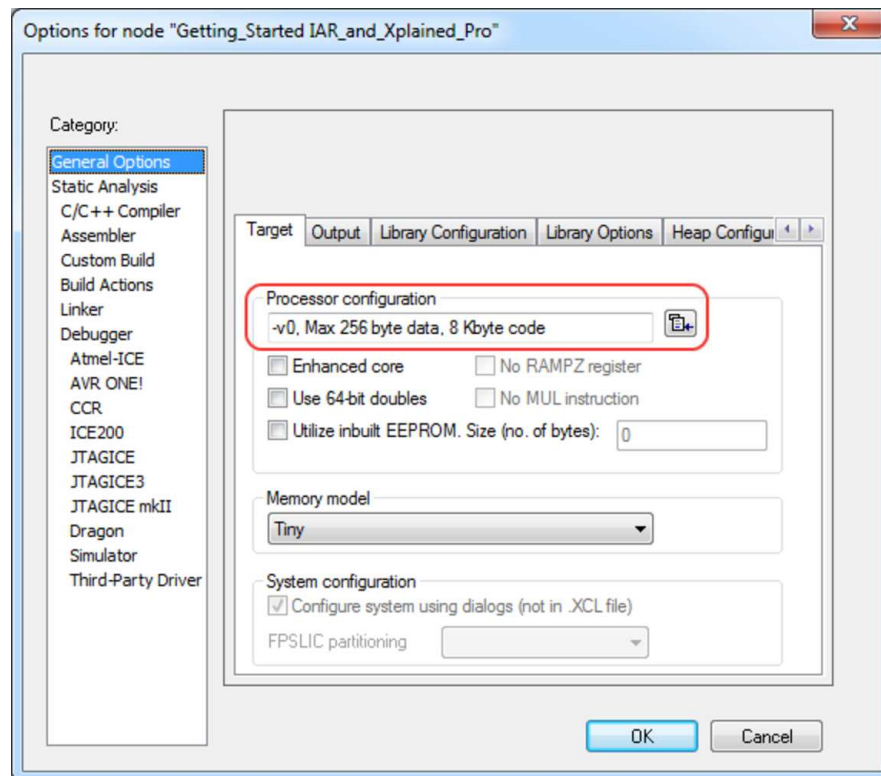 Options for node "Getting_Started IAR_and_Xplained_Pro"
Category:
General Options
Static Analysis
C/C++ Compiler
Assembler
Custom Build
Build Actions
Linker
Debugger
Atmel-ICE
AVR ONE!
CCR
ICE200
JTAGICE
JTAGICE3
JTAGICE mkII
Dragon
Simulator
Third-Party Driver
Target Output Library Configuration Library Options Heap Configu
Processor configuration
-v0, Max 256 byte data, 8 Kbyte code
Enhanced core No RAMPZ register
Use 64-bit doubles No MUL instruction
Utilize inbuilt EEPROM. Size (no. of bytes): 0
Memory model
Tiny
System configuration
Configure system using dialogs (not in .XCL file)
FPSLIC partitioning
OK Cancel